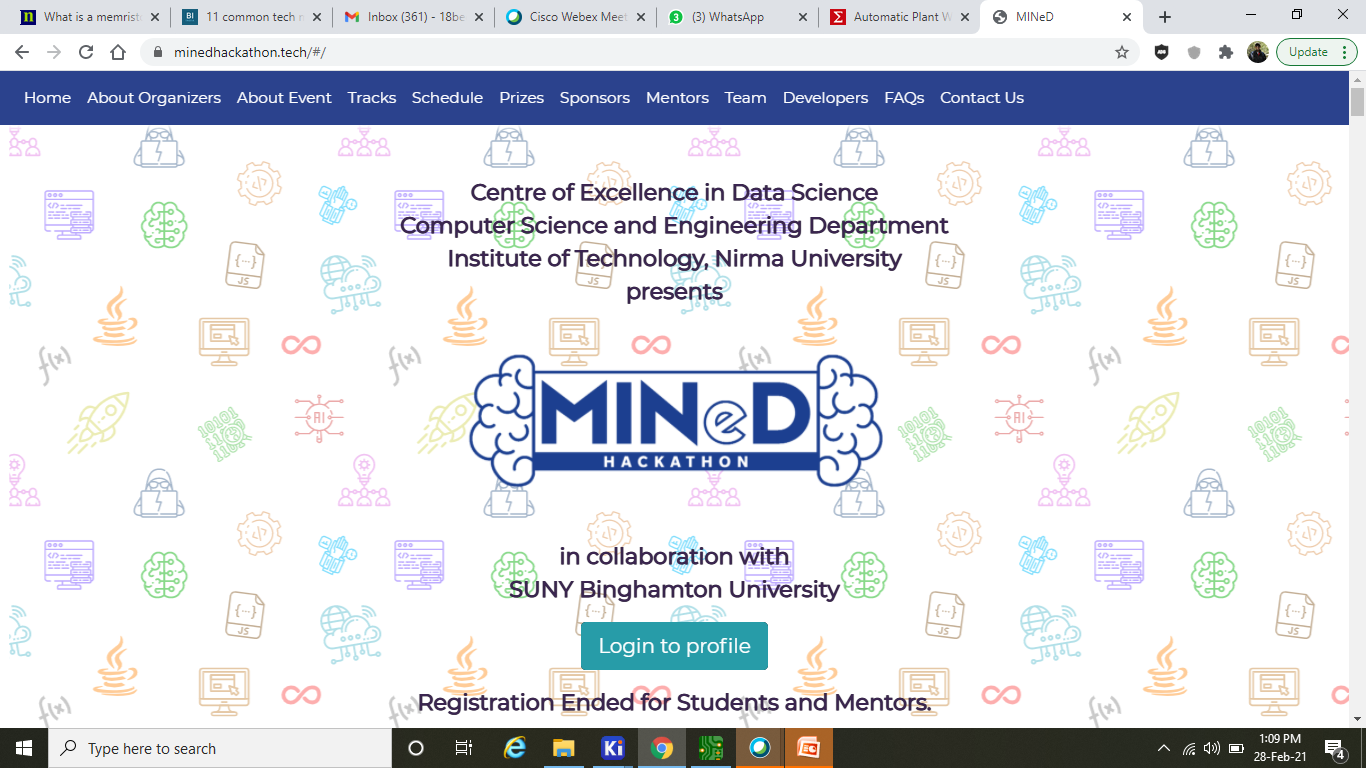 What is a memrist
11 common tech m
Inbox (361) - 18be
Cisco Webex Meet
(3) WhatsApp
Automatic Plant W
MINeD
minedhackathon.tech/#/
Update
Home About Organizers About Event Tracks Schedule Prizes Sponsors Mentors Team Developers FAQs Contact Us
Centre of Excellence in Data Science
Computer Science and Engineering Department
Institute of Technology, Nirma University
presents
MINeD
HACKATHON
in collaboration with
SUNY Binghamton University
Login to profile
Registration Ended for Students and Mentors.
Type here to search
1:09 PM
28-Feb-21
4